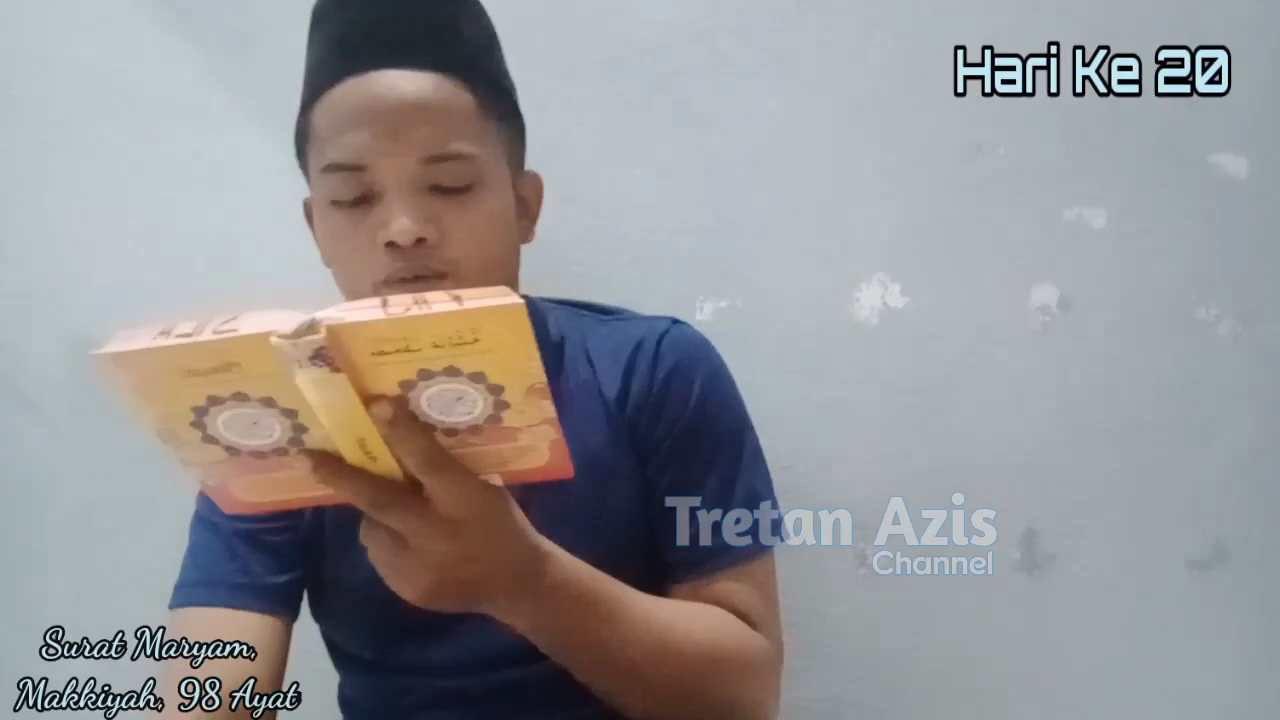 Hari Ke 20
Tretan Azis
Channel
Surat Maryam,
Makkiyah, 98 Ayat